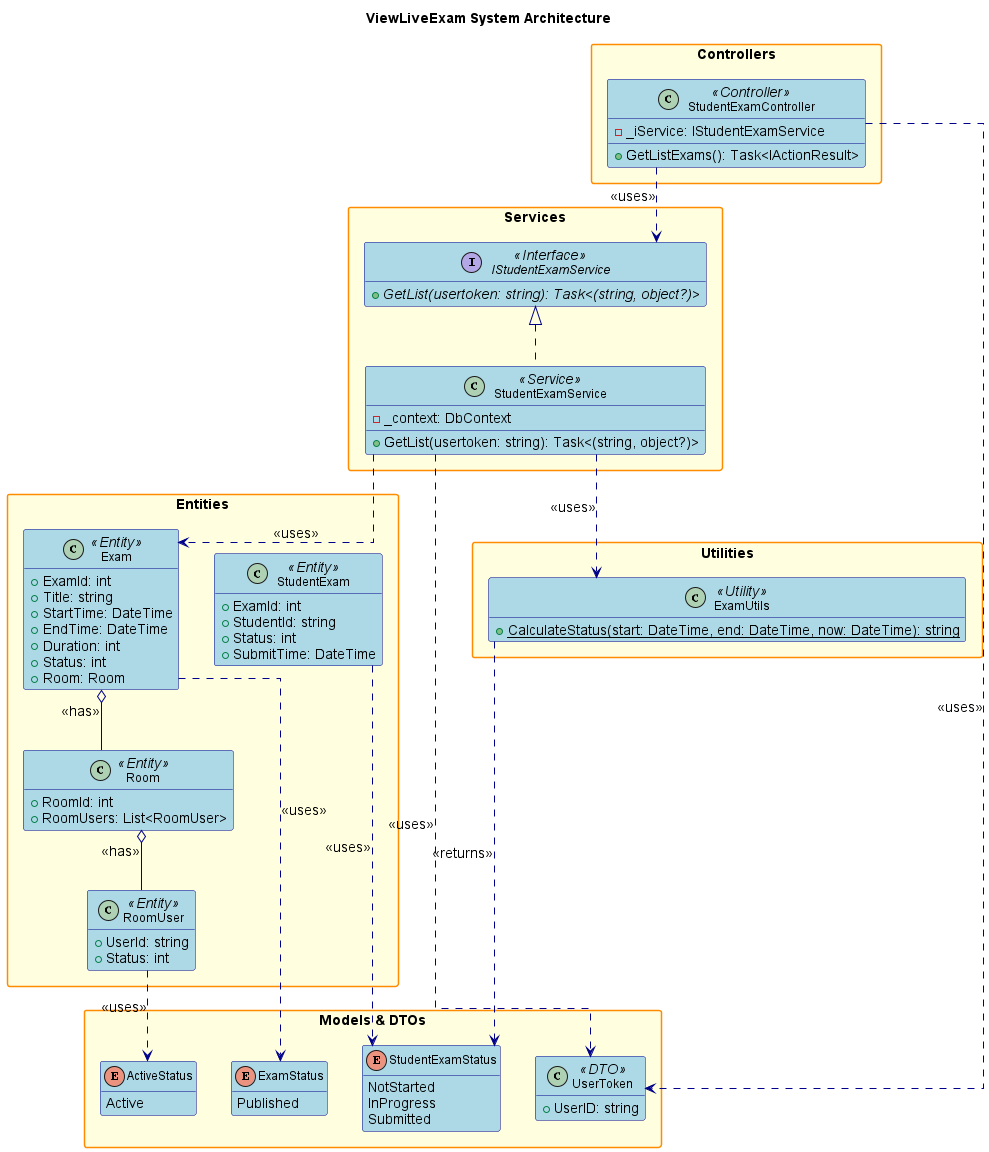 ViewLiveExam System Architecture
Controllers
C
«Controller»
StudentExamController
_iService: IStudentExamService
GetListExams(): Task<IActionResult>
«uses»
Services
I
«Interface»
IStudentExamService
GetList(usertoken: string): Task<(string, object?)>
C
«Service»
StudentExamService
_context: DbContext
GetList(usertoken: string): Task<(string, object?)>
«uses»
«uses»
Entities
C
«Entity»
Exam
ExamId: int
Title: string
StartTime: DateTime
EndTime: DateTime
Duration: int
Status: int
Room: Room
C
«Entity»
StudentExam
ExamId: int
StudentId: string
Status: int
SubmitTime: DateTime
Utilities
C
«Utility»
ExamUtils
CalculateStatus(start: DateTime, end: DateTime, now: DateTime): string
«has»
«uses»
C
«Entity»
Room
RoomId: int
RoomUsers: List<RoomUser>
«uses»
«uses»
«uses»
«returns»
«has»
C
«Entity»
RoomUser
UserId: string
Status: int
«uses»
Models & DTOs
E
ActiveStatus
Active
E
ExamStatus
Published
E
StudentExamStatus
NotStarted
InProgress
Submitted
C
«DTO»
UserToken
UserID: string